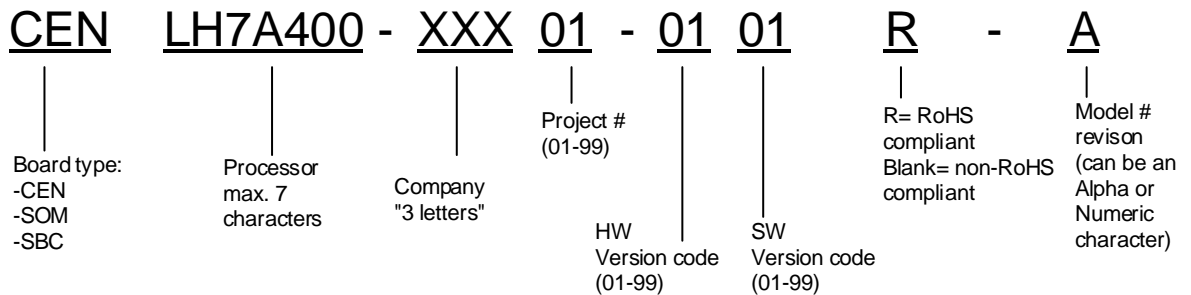 CEN LH7A400 - XXX 01 - 01 01 R - A
Board type:
-CEN
-SOM
-SBC
Processor
max. 7
characters
Company
"3 letters"
Project #
(01-99)
HW
Version code
(01-99)
SW
Version code
(01-99)
R= RoHS
compliant
Blank= non-RoHS
compliant
Model #
revison
(can be an
Alpha or
Numeric
character)